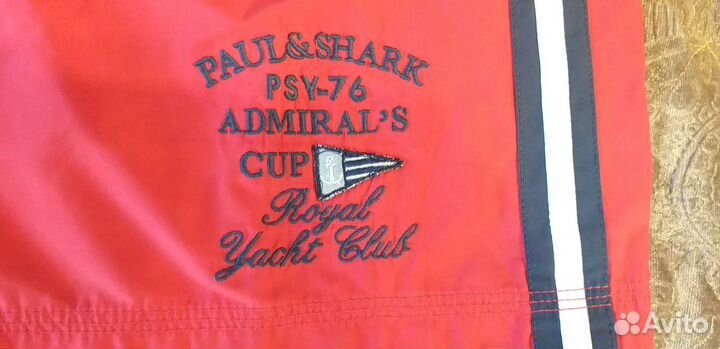 PAUL&SHARK
PSY-76
ADMIRAL'S
CUP
Royal
Yacht Club
Avito